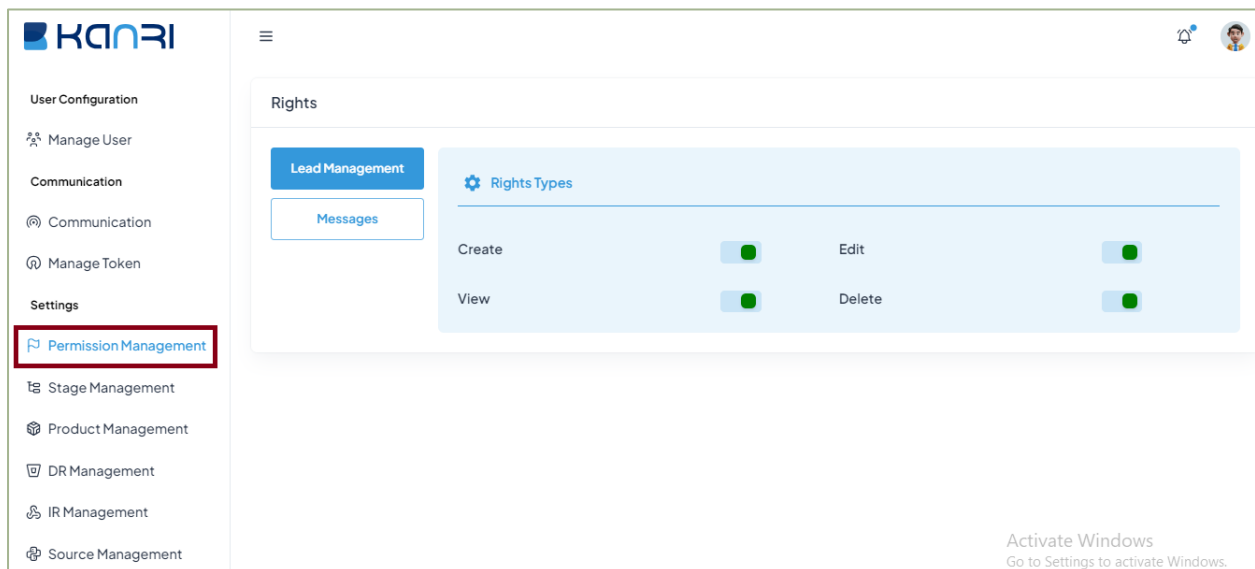 KANRI
User Configuration
Manage User
Communication
Communication
Manage Token
Settings
Permission Management
Stage Management
Product Management
DR Management
IR Management
Source Management
Rights
Lead Management
Messages
Rights Types
Create
Edit
View
Delete
Activate Windows
Go to Settings to activate Windows.